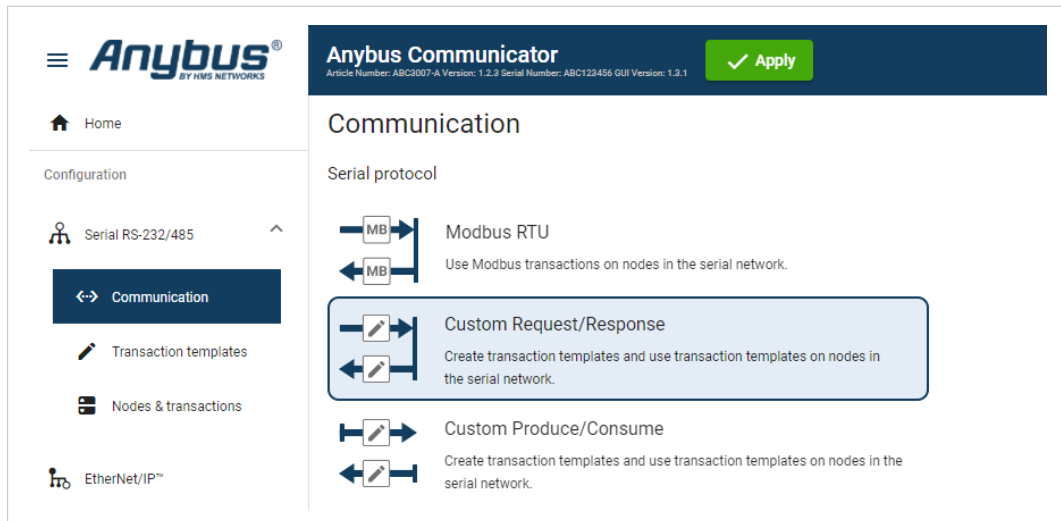 Anybus®
BY HMS NETWORKS
Anybus Communicator
Article Number: ABC3007-A Version: 1.2.3 Serial Number: ABC123456 GUI Version: 1.3.1
Apply
Home
Configuration
Serial RS-232/485
Communication
Transaction templates
Nodes & transactions
EtherNet/IP™
Communication
Serial protocol
MB
MB
Modbus RTU
Use Modbus transactions on nodes in the serial network.
Custom Request/Response
Create transaction templates and use transaction templates on nodes in
the serial network.
Custom Produce/Consume
Create transaction templates and use transaction templates on nodes in the
serial network.